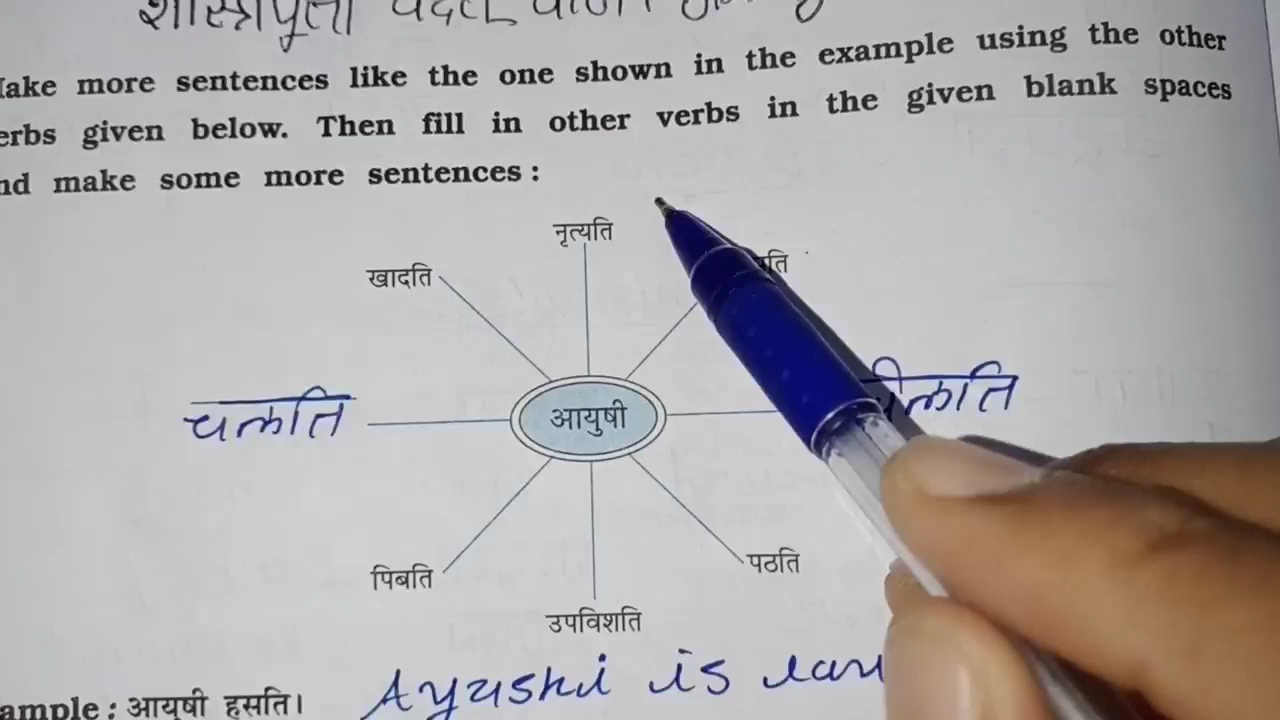 शास्त्रपूतां वदेत्
Make more sentences like the one shown in the example using the other
verbs given below. Then fill in other verbs in the given blank spaces
and make some more sentences :
नृत्यति
खादति
चलति
आयुषी
पिबति
पठति
उपविशति
Ayushi is
Example : आयुषी हसति।